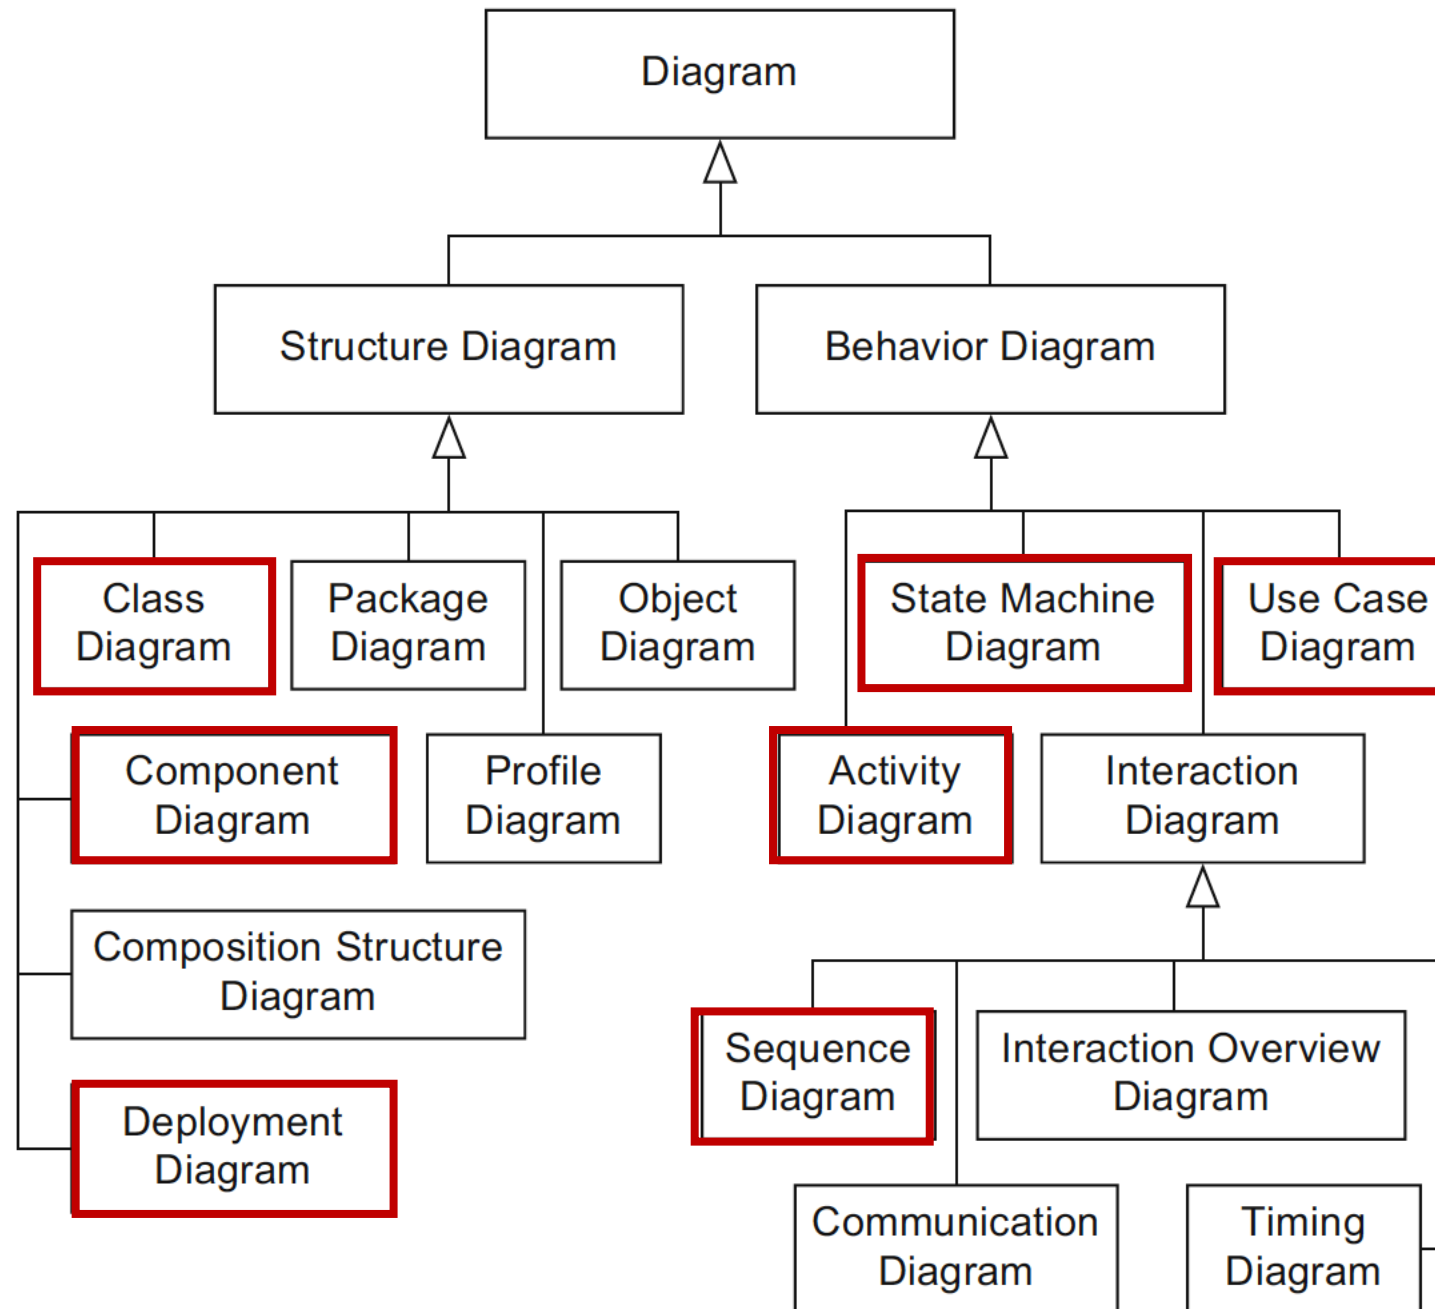 Diagram
Structure Diagram
Behavior Diagram
Class
Diagram
Package
Diagram
Object
Diagram
State Machine
Diagram
Use Case
Diagram
Component
Diagram
Profile
Diagram
Activity
Diagram
Interaction
Diagram
Composition Structure
Diagram
Sequence
Diagram
Interaction Overview
Diagram
Deployment
Diagram
Communication
Diagram
Timing
Diagram